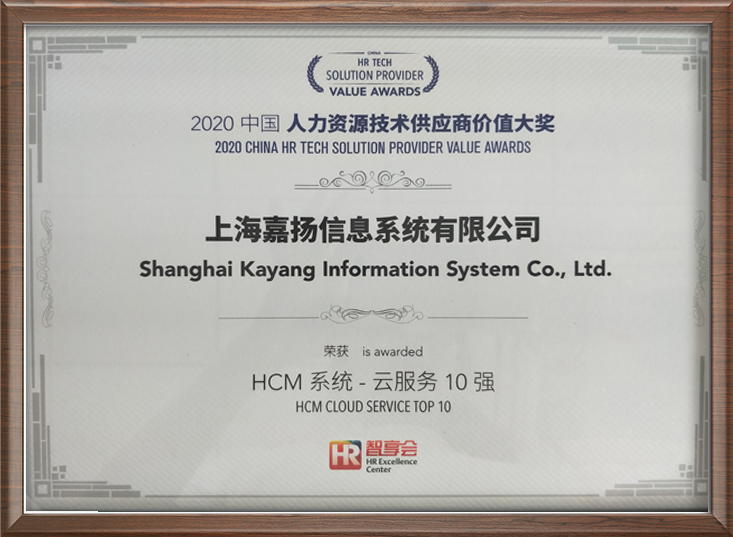 CHINA
HR TECH
SOLUTION PROVIDER
VALUE AWARDS
2020 中国 人力资源技术供应商价值大奖
2020 CHINA HR TECH SOLUTION PROVIDER VALUE AWARDS
上海嘉扬信息系统有限公司
Shanghai Kayang Information System Co., Ltd.
荣获 is awarded
HCM 系统 - 云服务 10 强
HCM CLOUD SERVICE TOP 10
HR 智享会
HR Excellence
Center